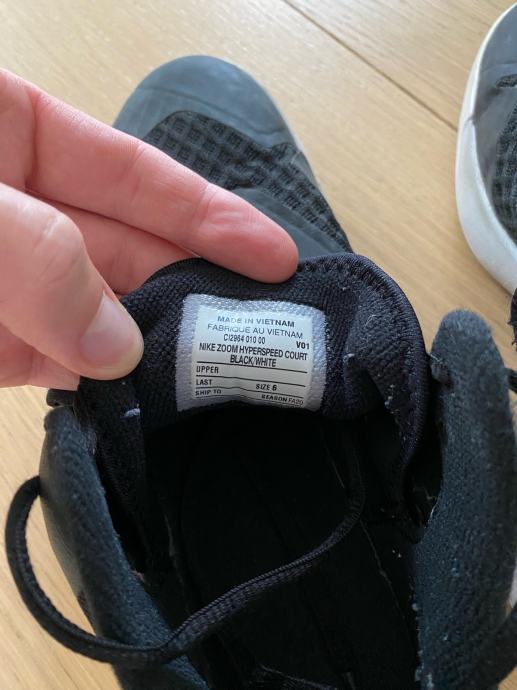 MADE IN VIETNAM
FABRIQUE AU VIETNAM
CI2964 010 00 V01
NIKE ZOOM HYPERSPEED COURT
BLACK/WHITE
UPPER
LAST SIZE 6
SHIP TO SEASON FA20